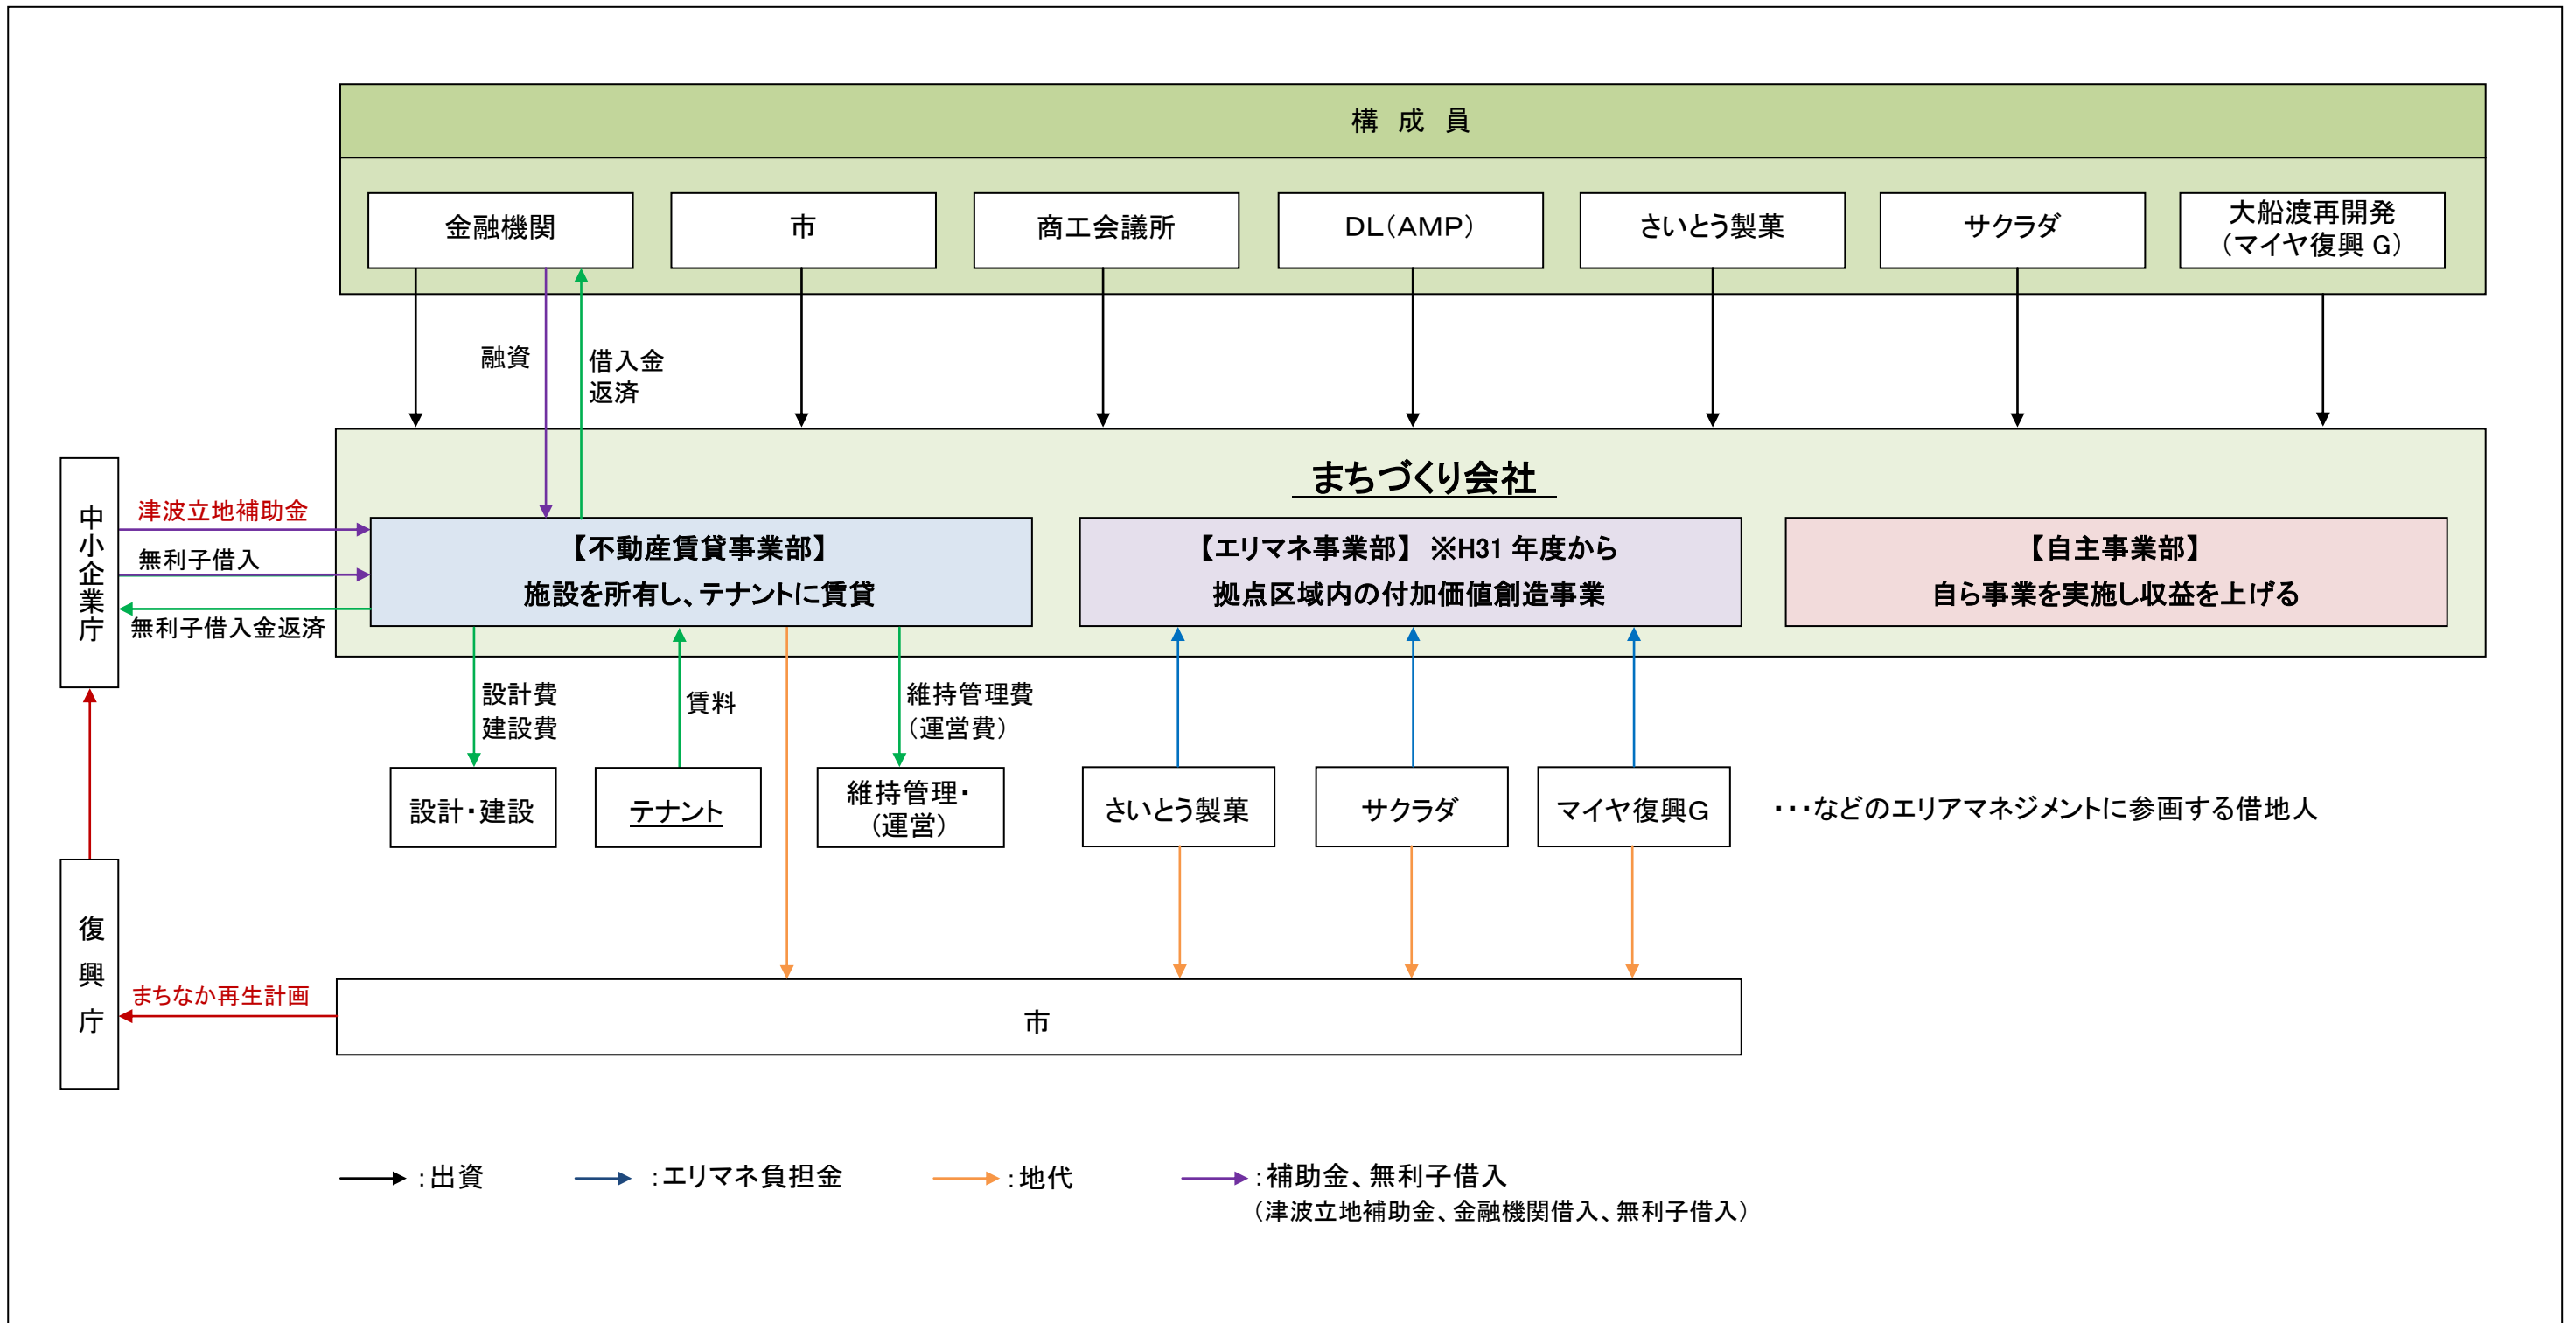 構成員
金融機関
市
商工会議所
DL(AMP)
さいとう製菓
サクラダ
大船渡再開発
(マイヤ復興G)
融資
借入金
返済
まちづくり会社
中小企業庁
津波立地補助金
無利子借入
無利子借入金返済
【不動産賃貸事業部】
施設を所有し、テナントに賃貸
【エリマネ事業部】 ※H31年度から
拠点区域内の付加価値創造事業
【自主事業部】
自ら事業を実施し収益を上げる
設計費
建設費
賃料
維持管理費
(運営費)
設計・建設
テナント
維持管理・
(運営)
さいとう製菓
サクラダ
マイヤ復興G
・・・などのエリアマネジメントに参画する借地人
復興庁
まちなか再生計画
市
:出資
:エリマネ負担金
:地代
:補助金、無利子借入
(津波立地補助金、金融機関借入、無利子借入)